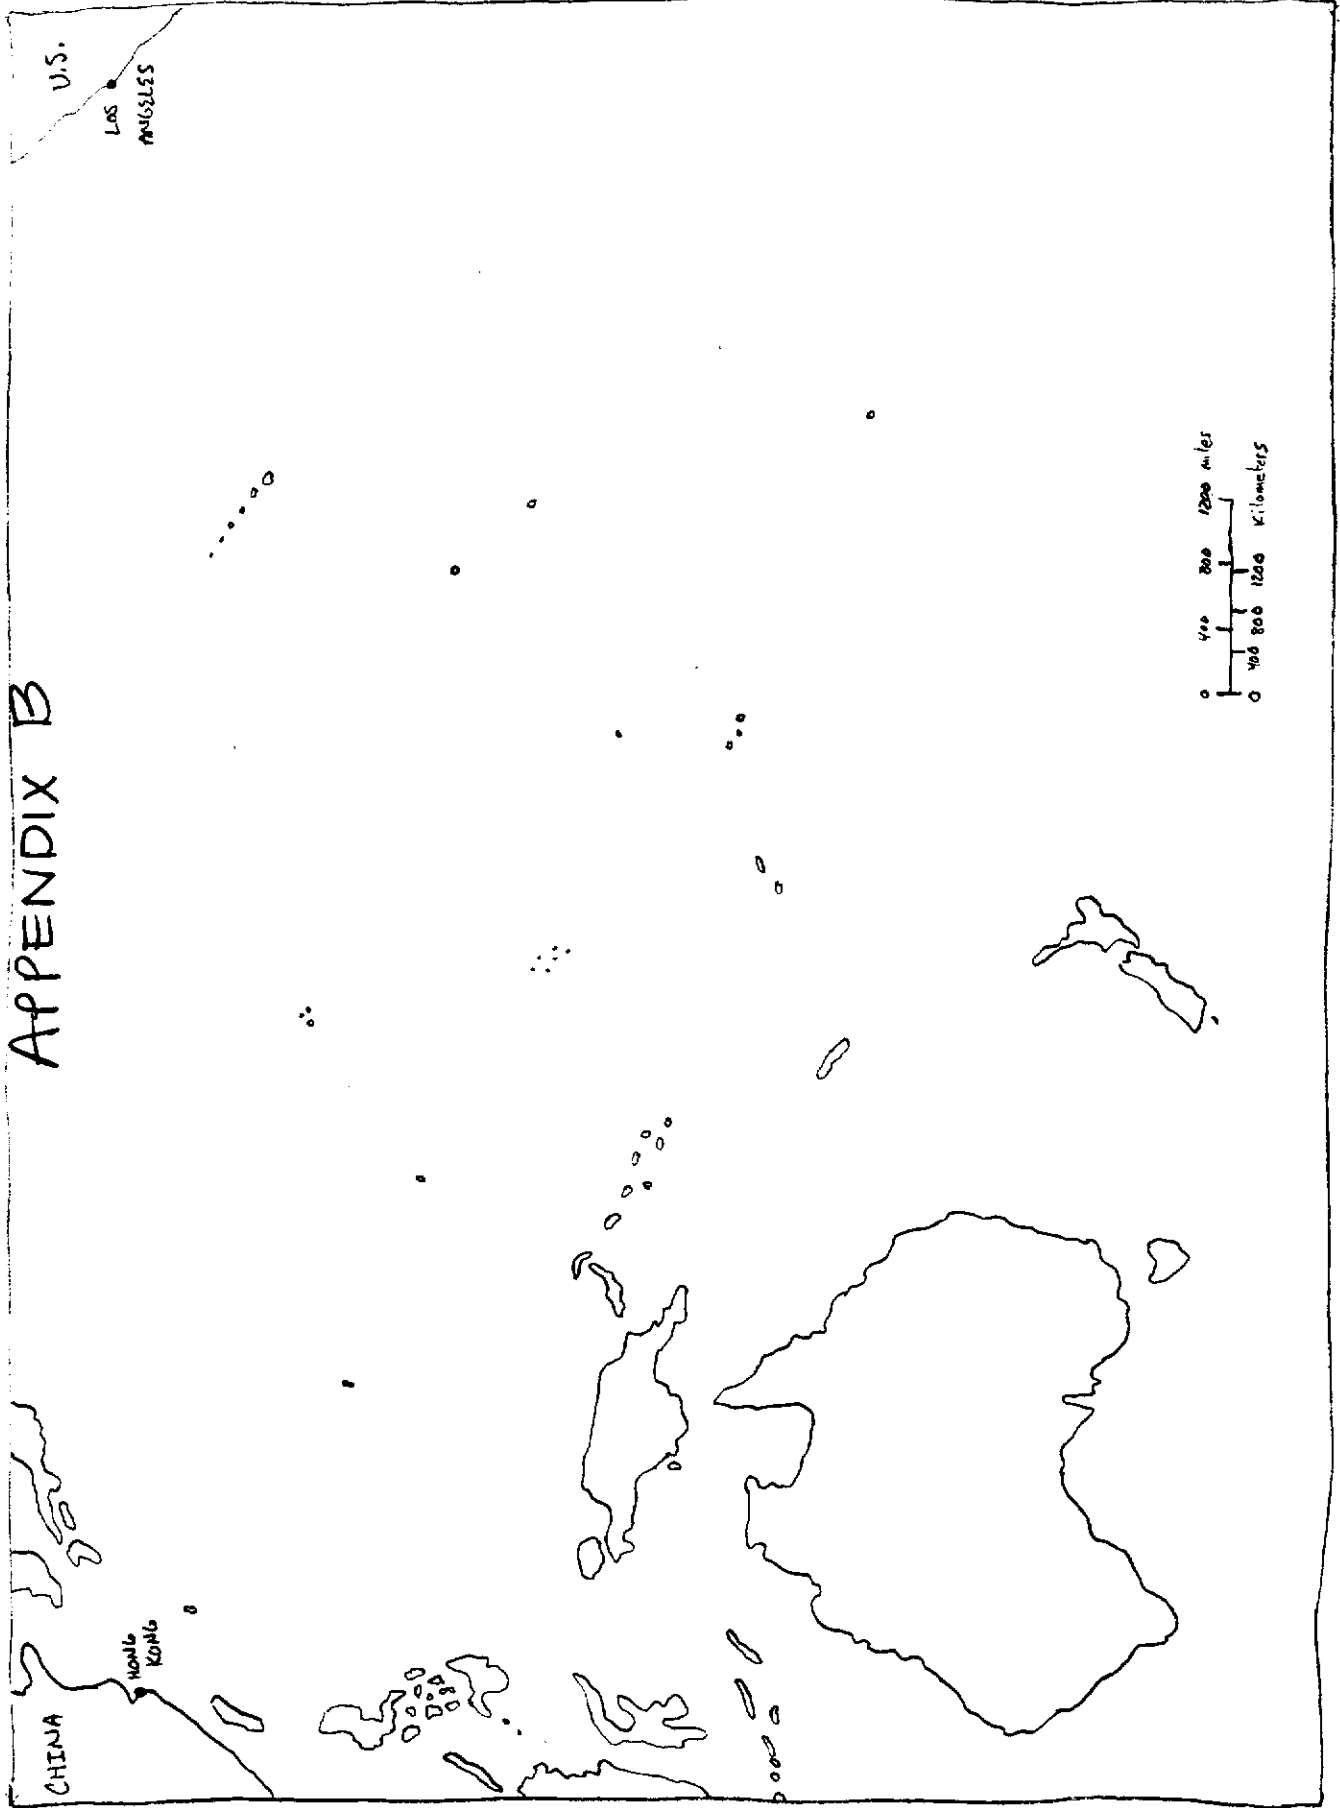 APPENDIX B
U.S.
LOS
ANGELES
CHINA
HONG
KONG
0 400 800 1200 miles
0 400 800 1200 Kilometers